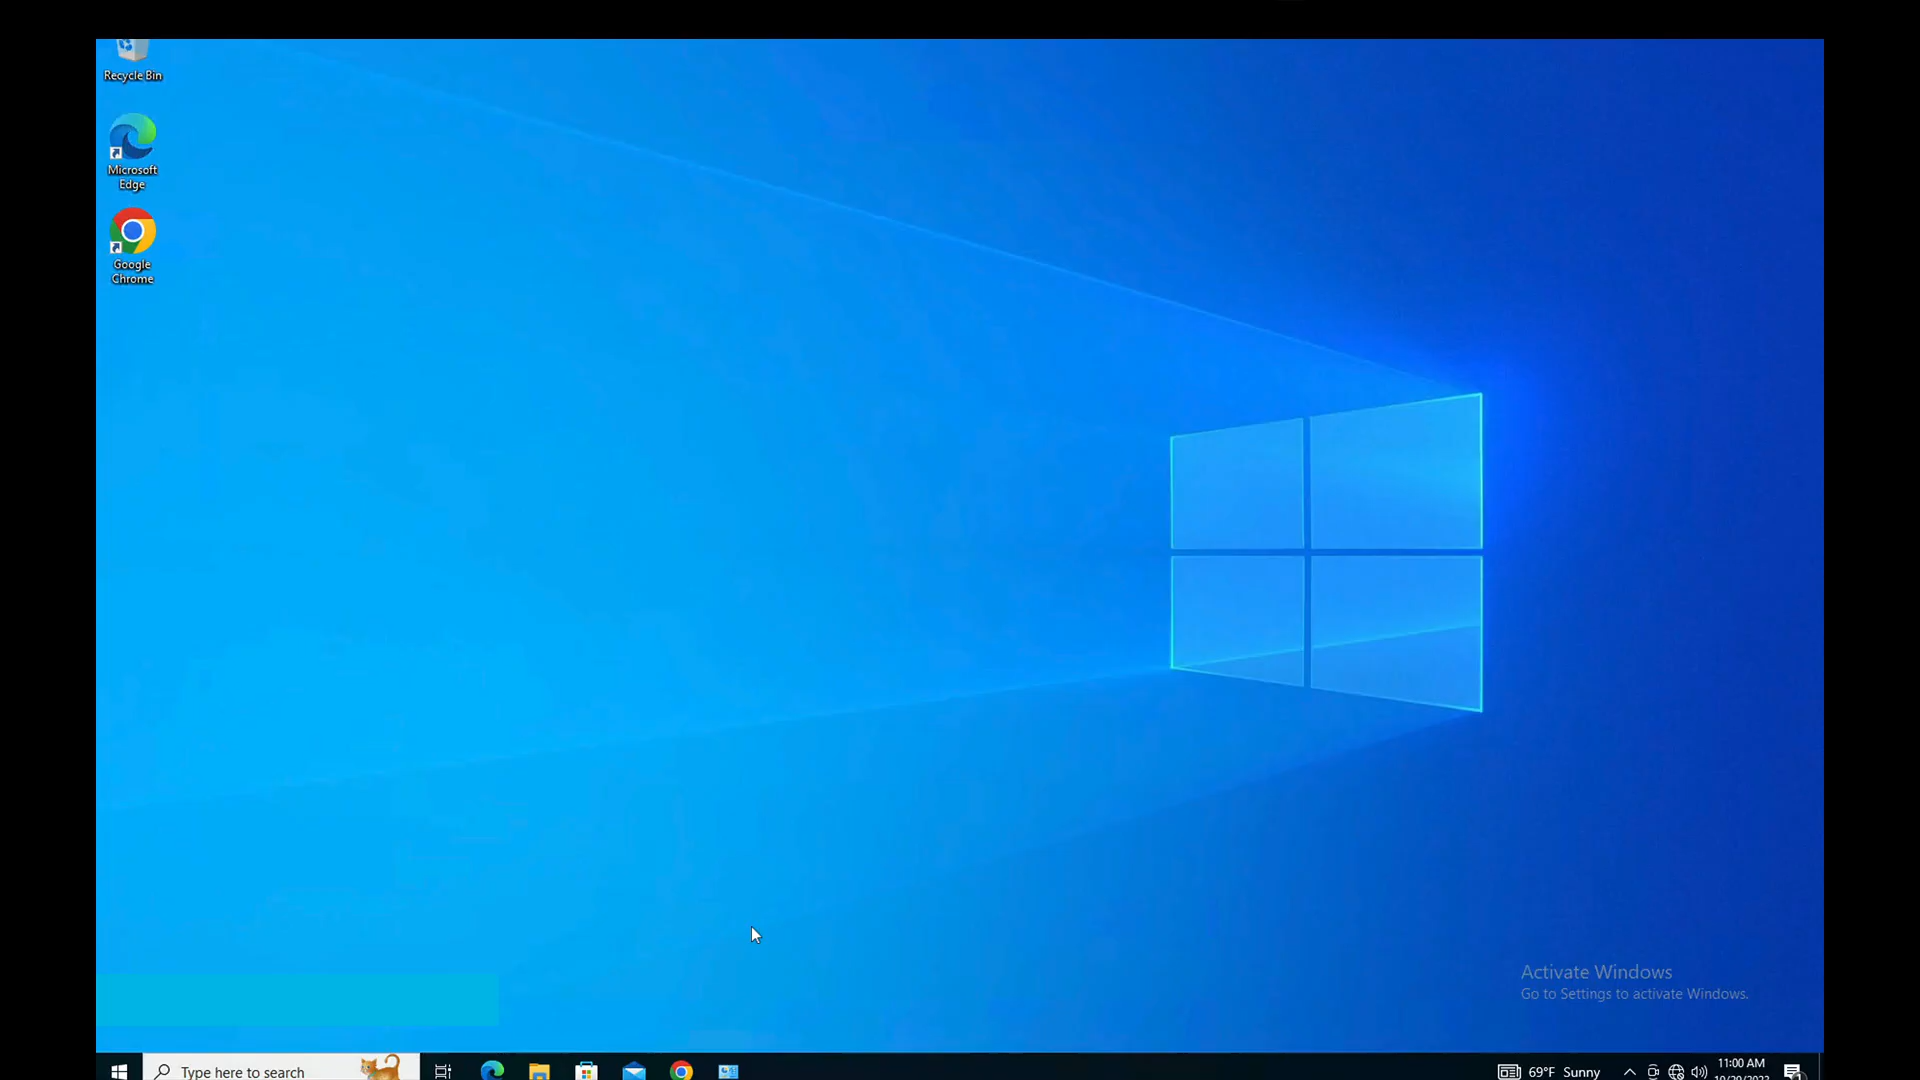 Recycle Bin
Microsoft
Edge
Google
Chrome
Activate Windows
Go to Settings to activate Windows.
Type here to search
69°F Sunny
11:00 AM